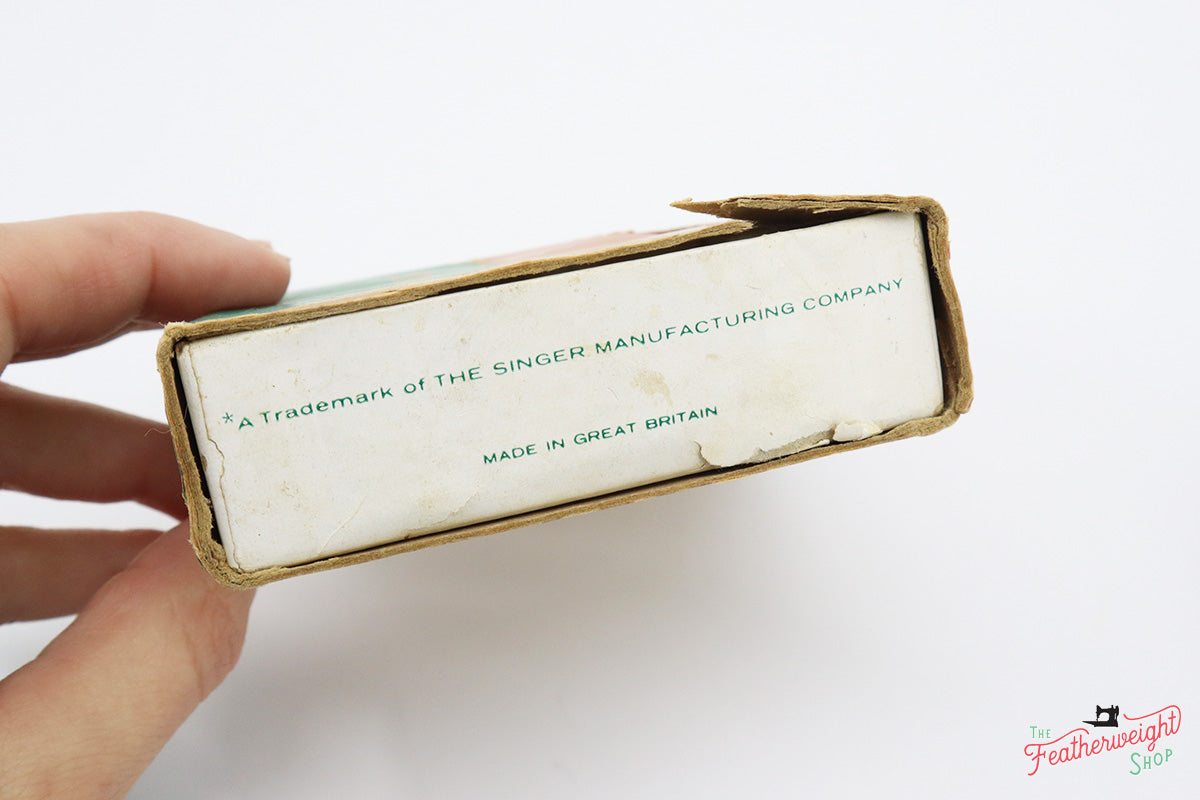 *A Trademark of THE SINGER MANUFACTURING COMPANY
MADE IN GREAT BRITAIN
THE
Featherweight
SHOP